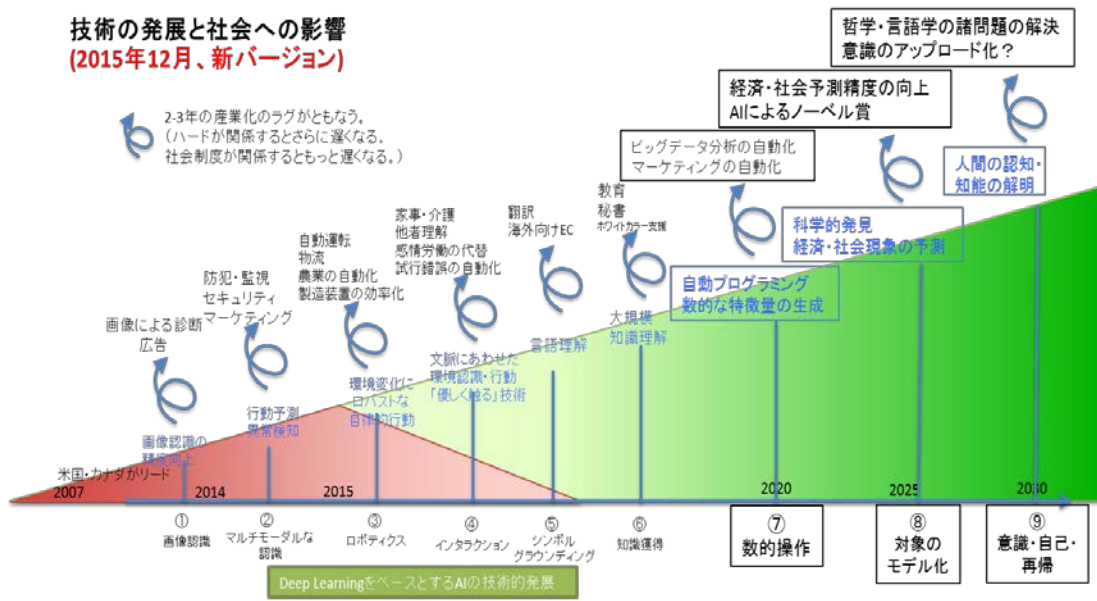 技術の発展と社会への影響
(2015年12月、新バージョン)
2-3年の産業化のラグがともなう。
（ハードが関係するとさらに遅くなる。
社会制度が関係するともっと遅くなる。）
哲学・言語学の諸問題の解決
意識のアップロード化？
経済・社会予測精度の向上
AIによるノーベル賞
ビッグデータ分析の自動化
マーケティングの自動化
教育
秘書
ホワイトカラー支援
翻訳
海外向けEC
家事・介護
他者理解
感情労働の代替
試行錯誤の自動化
自動運転
物流
農業の自動化
製造装置の効率化
防犯・監視
セキュリティ
マーケティング
画像による診断
広告
人間の認知・
知能の解明
科学的発見
経済・社会現象の予測
自動プログラミング
数的な特徴量の生成
大規模
知識理解
言語理解
文脈にあわせた
環境認識・行動
「優しく触る」技術
環境変化に
ロバストな
自律的行動
行動予測
異常検知
画像認識の
精度向上
米国・カナダがリード
2007
2014
2015
2020
2025
2030
①
画像認識
②
マルチモーダルな
認識
③
ロボティクス
④
インタラクション
⑤
シンボル
グラウンディング
⑥
知識獲得
⑦
数的操作
⑧
対象の
モデル化
⑨
意識・自己・
再帰
Deep LearningをベースとするAIの技術的発展